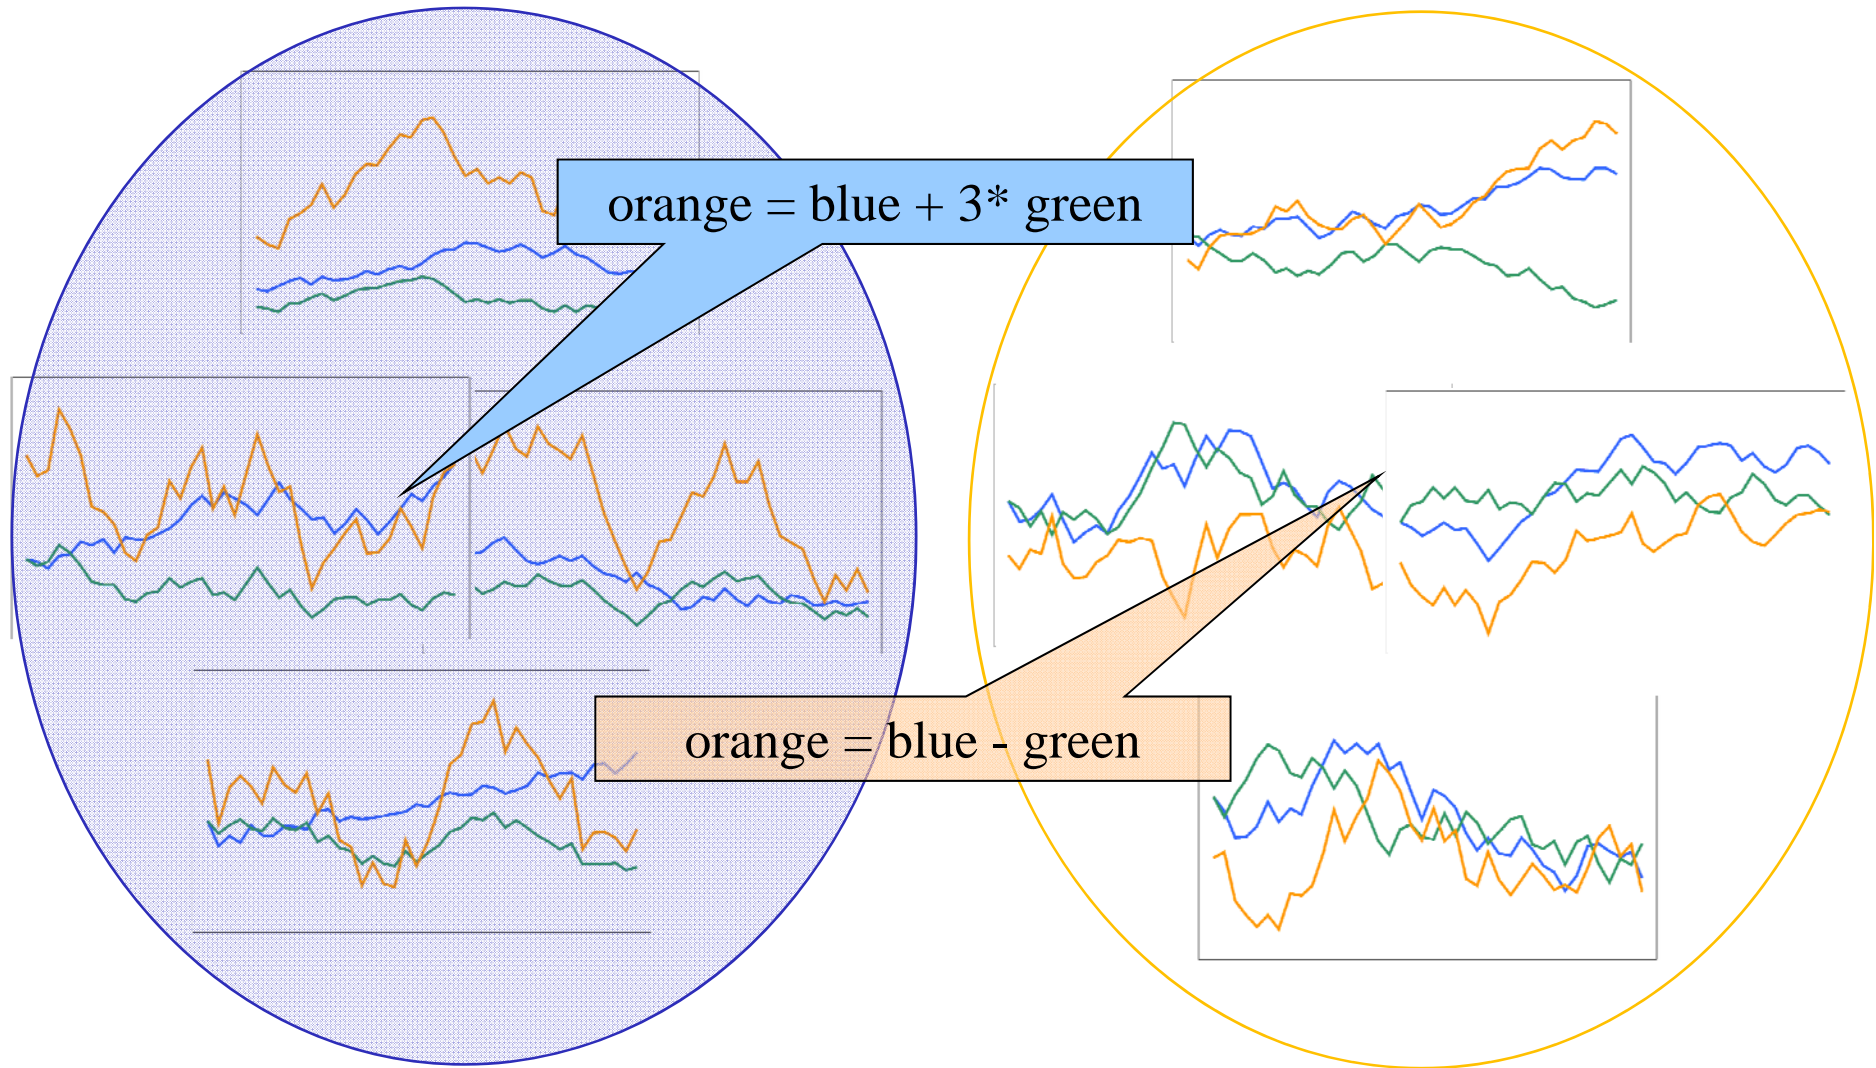 orange = blue + 3* green
orange = blue - green